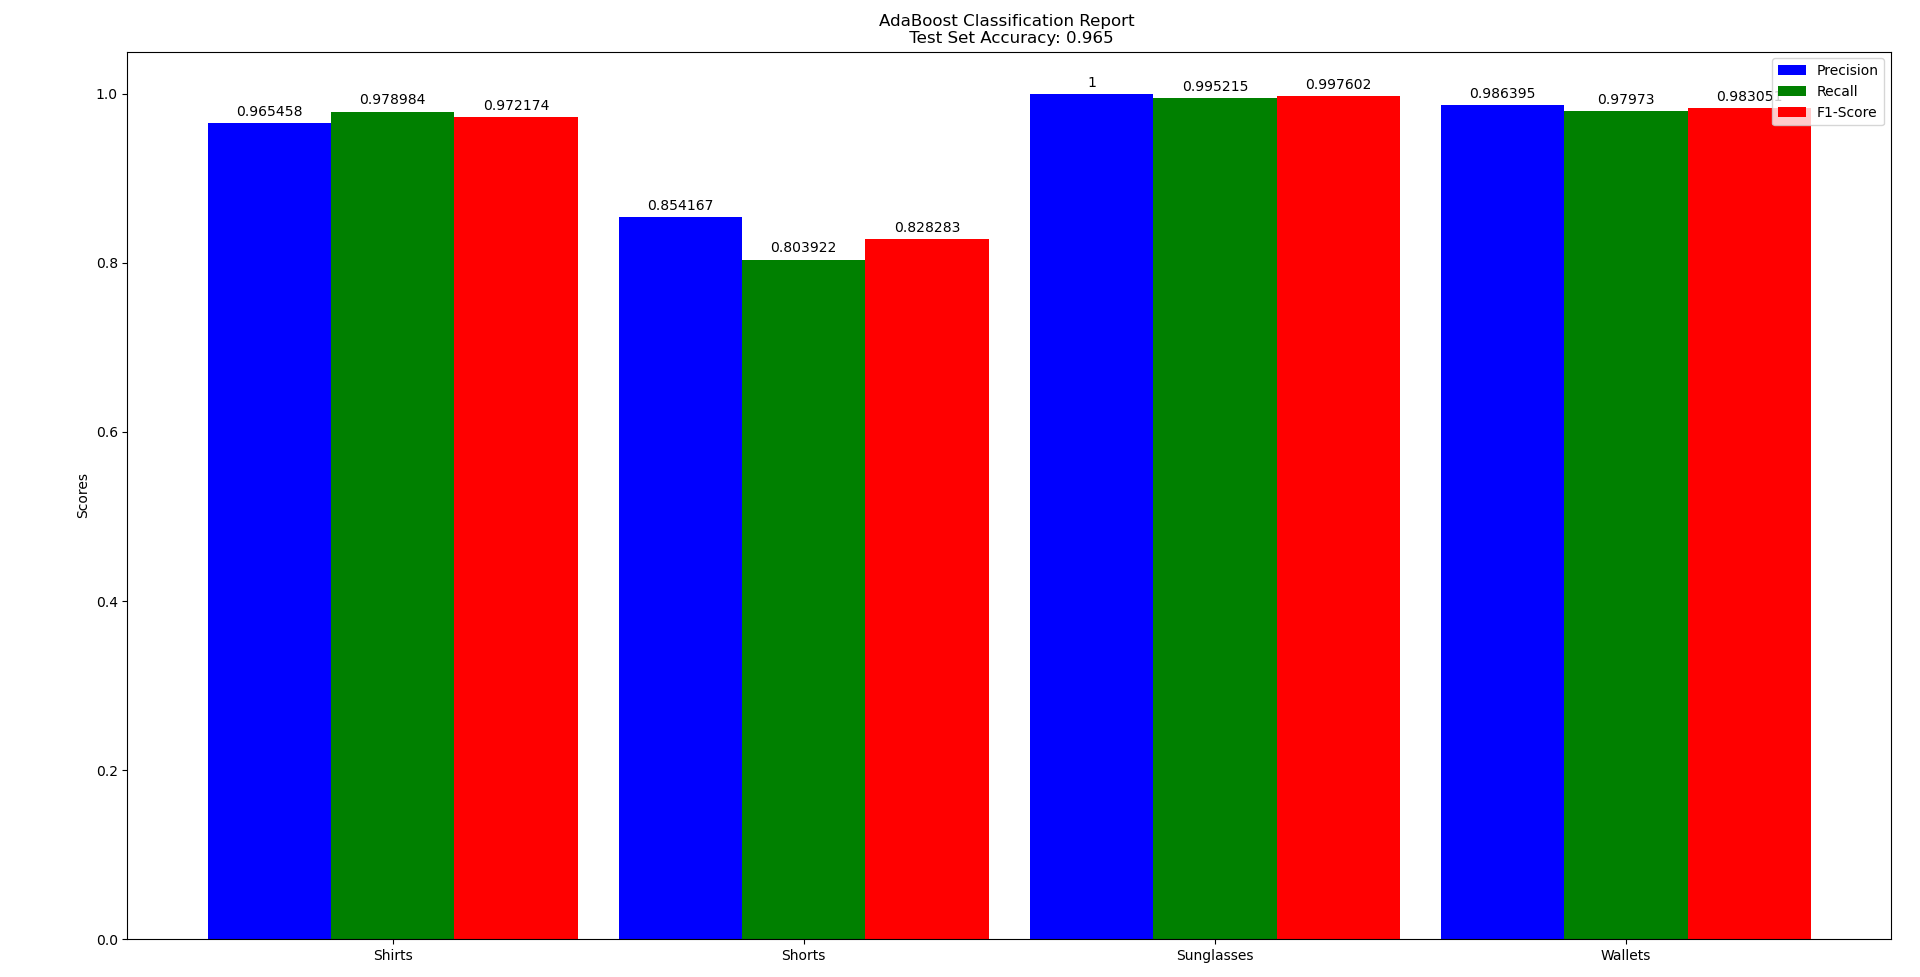 AdaBoost Classification Report
Test Set Accuracy: 0.965
Precision
Recall
F1-Score
Scores
1.0
0.8
0.6
0.4
0.2
0.0
0.965458
0.978984
0.972174
0.854167
0.803922
0.828283
1
0.995215
0.997602
0.986395
0.97973
0.983051
Shirts
Shorts
Sunglasses
Wallets